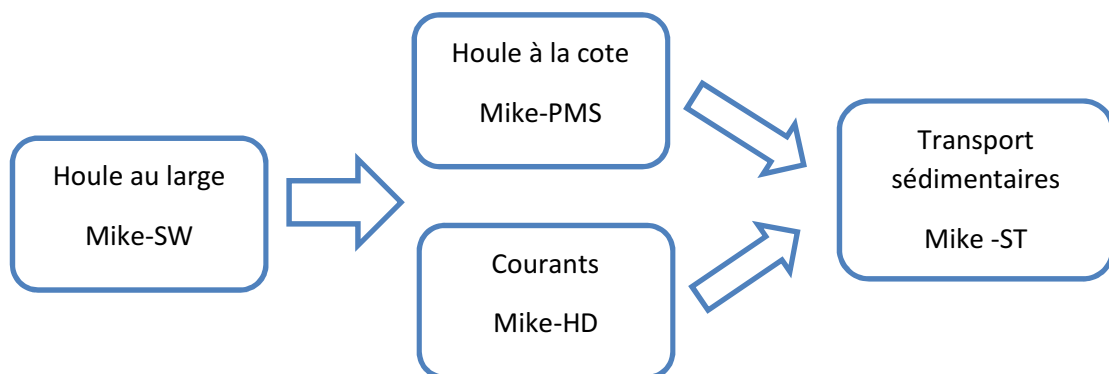 Houle au large
Mike-SW
Houle à la cote
Mike-PMS
Courants
Mike-HD
Transport
sédimentaires
Mike -ST